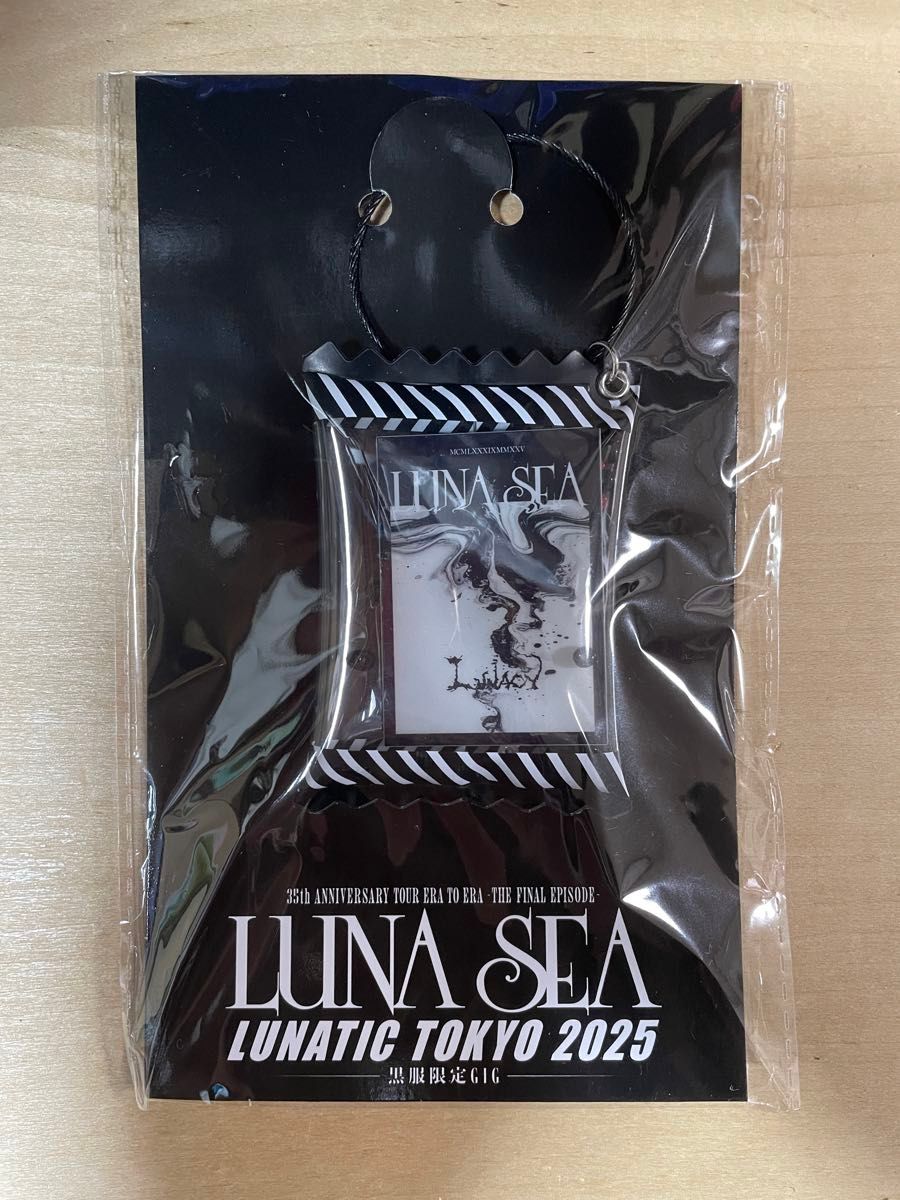 MCMLXXXIXMMXXV
LUNA SEA
LUNACY
35th ANNIVERSARY TOUR ERA TO ERA -THE FINAL EPISODE-
LUNA SEA
LUNATIC TOKYO 2025
黒服限定GIG